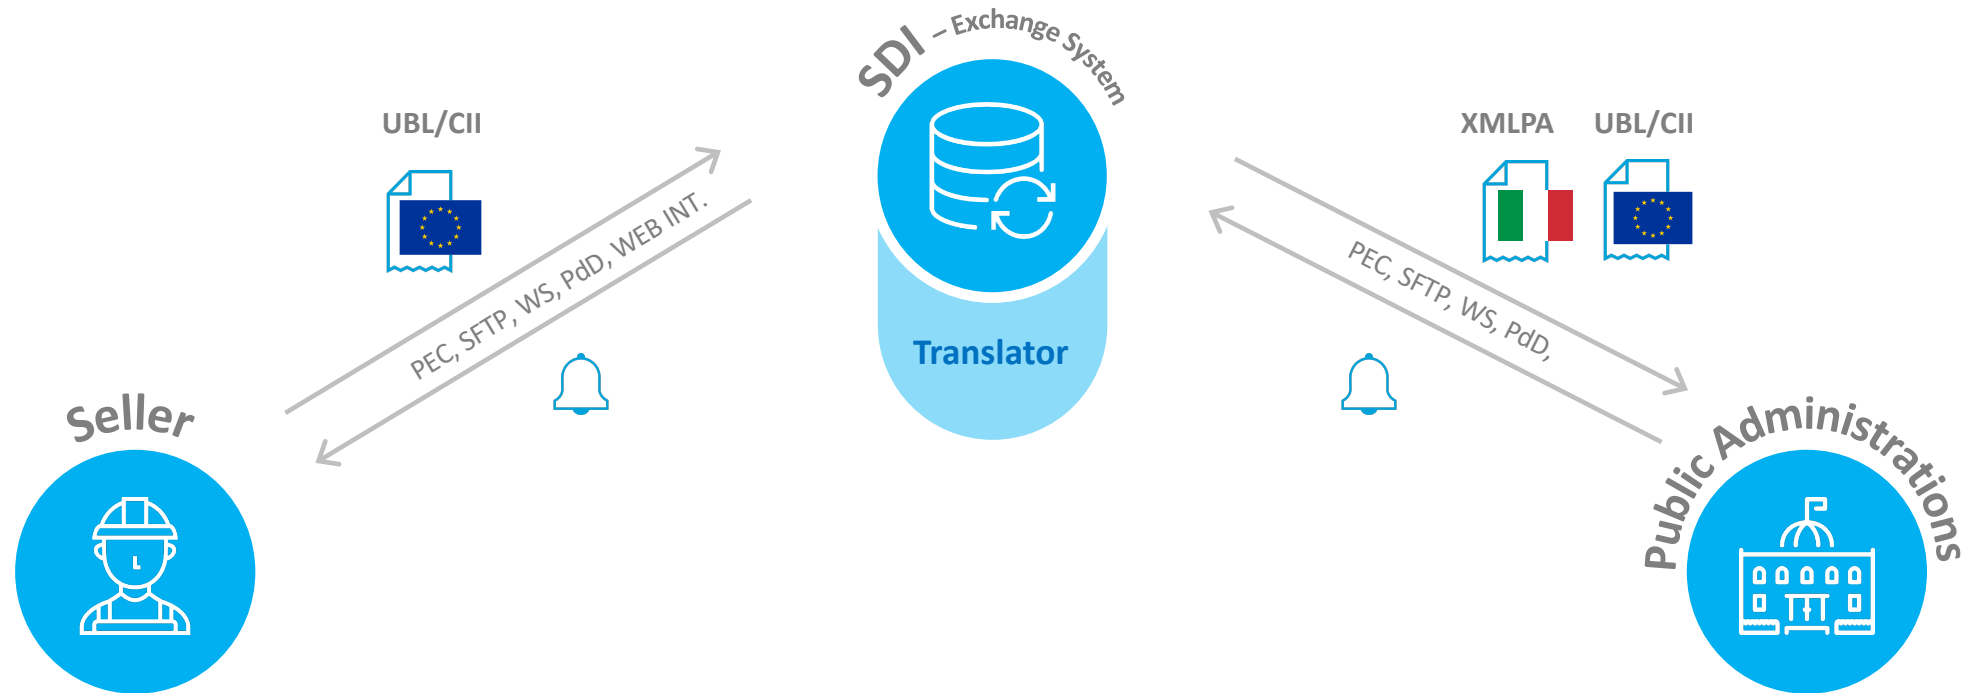 SDI – Exchange System
UBL/CII
XMLPA
UBL/CII
PEC, SFTP, WS, PdD, WEB INT.
PEC, SFTP, WS, PdD,
Translator
Seller
Public Administrations